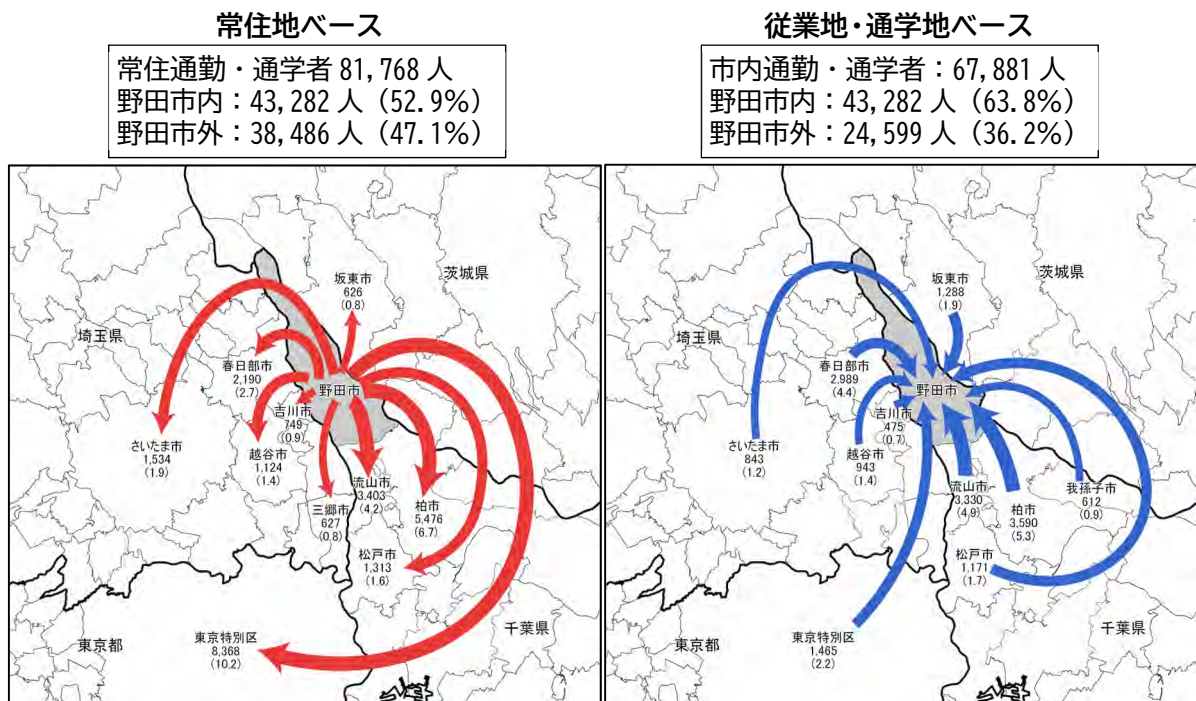 常住地ベース
常住通勤・通学者 81,768 人
野田市内：43,282 人（52.9%）
野田市外：38,486 人（47.1%）
坂東市
626
(0.8)
茨城県
埼玉県
春日部市
2,190
(2.7)
野田市
吉川市
749
(0.9)
さいたま市
1,534
(1.9)
越谷市
1,124
(1.4)
三郷市
627
(0.8)
流山市
3,403
(4.2)
柏市
5,476
(6.7)
松戸市
1,313
(1.6)
東京特別区
8,368
(10.2)
東京都
千葉県
従業地・通学地ベース
市内通勤・通学者：67,881 人
野田市内：43,282 人（63.8%）
野田市外：24,599 人（36.2%）
坂東市
1,288
(1.9)
茨城県
埼玉県
春日部市
2,989
(4.4)
野田市
吉川市
475
(0.7)
さいたま市
843
(1.2)
越谷市
943
(1.4)
流山市
3,330
(4.9)
柏市
3,590
(5.3)
我孫子市
612
(0.9)
松戸市
1,171
(1.7)
東京特別区
1,465
(2.2)
東京都
千葉県